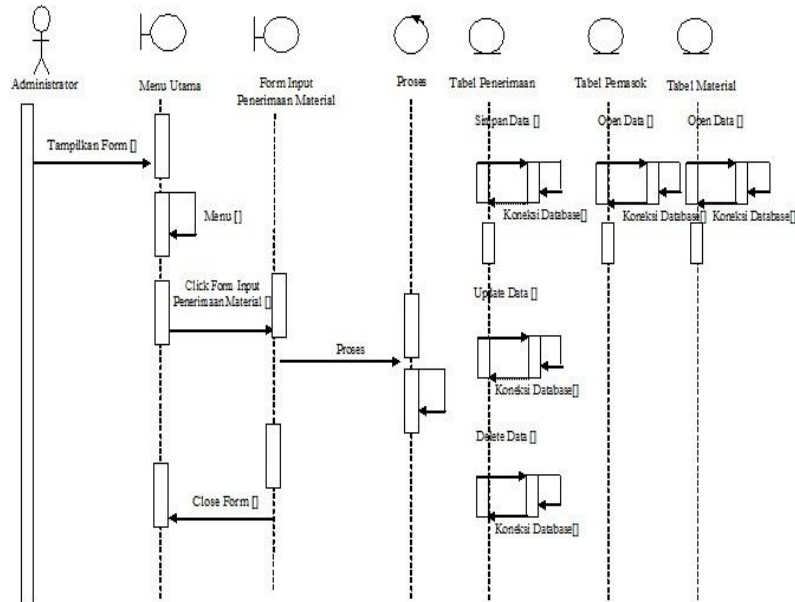 Administrator
Menu Utama
Form Input
Penerimaan Material
Proses
Tabel Penerimaan
Tabel Pemasok
Tabel Material
Simpan Data []
Open Data []
Open Data []
Tampilkan Form []
Menu []
Koneksi Database[]
Koneksi Database[]
Koneksi Database[]
Click Form Input
Penerimaan Material []
Update Data []
Proses
Koneksi Database[]
Delete Data []
Close Form []
Koneksi Database[]